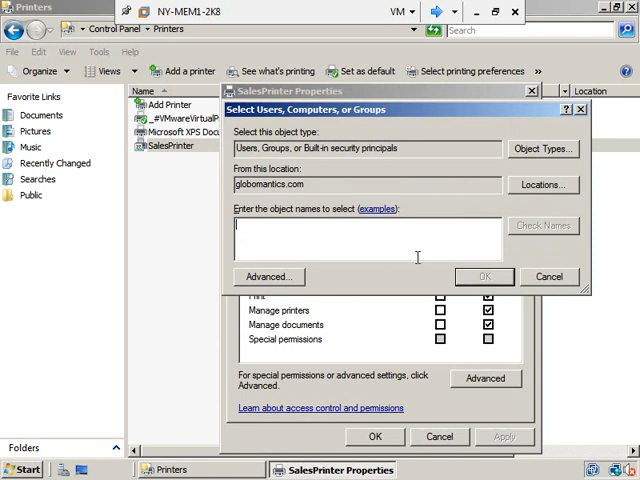 Printers
NY-MEM1-2K8
VM
Control Panel
Printers
Search
File
Edit
View
Tools
Help
Organize
Views
Add a printer
See what's printing
Set as default
Select printing preferences
»
Favorite Links
Documents
Pictures
Music
Recently Changed
Searches
Public
Folders
Name
Location
Add Printer
_#VMwareVirtualP
Microsoft XPS Docu
SalesPrinter
SalesPrinter Properties
Select Users, Computers, or Groups
Select this object type:
Users, Groups, or Built-in security principals
Object Types...
From this location:
globomantics.com
Locations...
Enter the object names to select (examples):
Check Names
Advanced...
OK
Cancel
Print
Manage printers
Manage documents
Special permissions
For special permissions or advanced settings, click
Advanced.
Advanced
Learn about access control and permissions
OK
Cancel
Apply
Start
Printers
SalesPrinter Properties